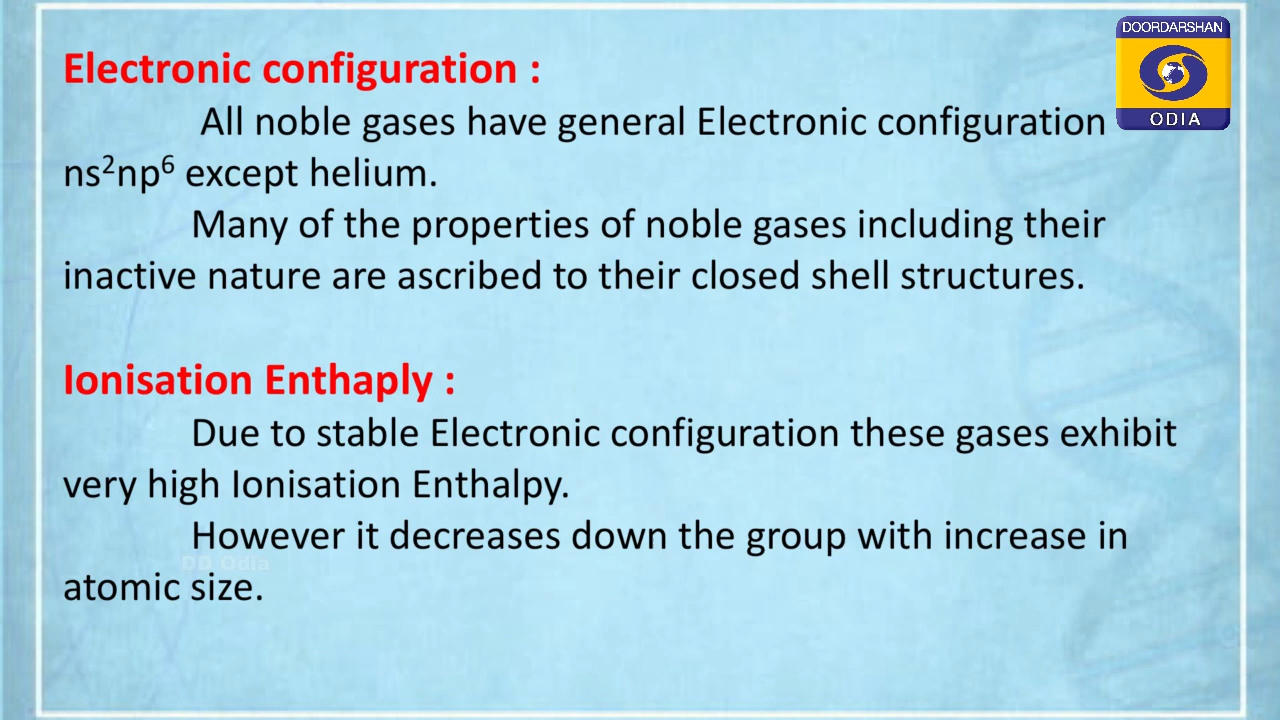 DOORDARSHAN
ODIA
Electronic configuration :
All noble gases have general Electronic configuration
ns²np⁶ except helium.
Many of the properties of noble gases including their
inactive nature are ascribed to their closed shell structures.
Ionisation Enthaply :
Due to stable Electronic configuration these gases exhibit
very high Ionisation Enthalpy.
However it decreases down the group with increase in
DD Odia
atomic size.